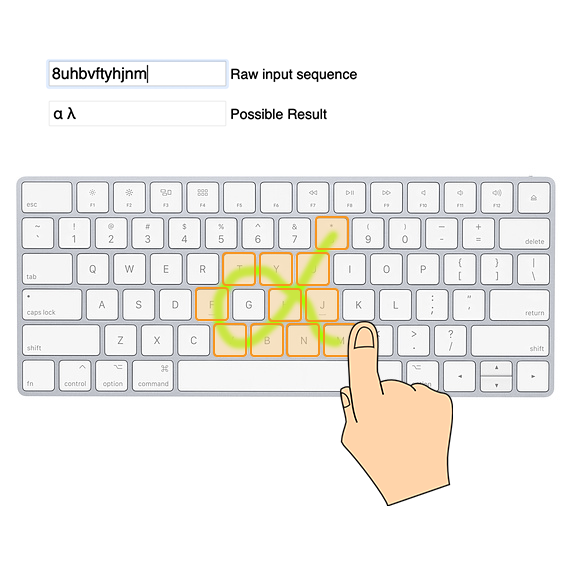 8uhbvftyhjnm Raw input sequence
α λ Possible Result
esc F1 F2 F3 F4 F5 F6 F7 F8 F9 F10 F11 F12
~ ` ! 1 @ 2 # 3 $ 4 % 5 ^ 6 & 7 * ( 9 ) 0 — - + = delete
tab Q W E R T Y U I O P { [ } ] | \
caps lock A S D F G H J K L : ; " ' return
shift Z X C B N M < > . ? / shift
fn control option command option